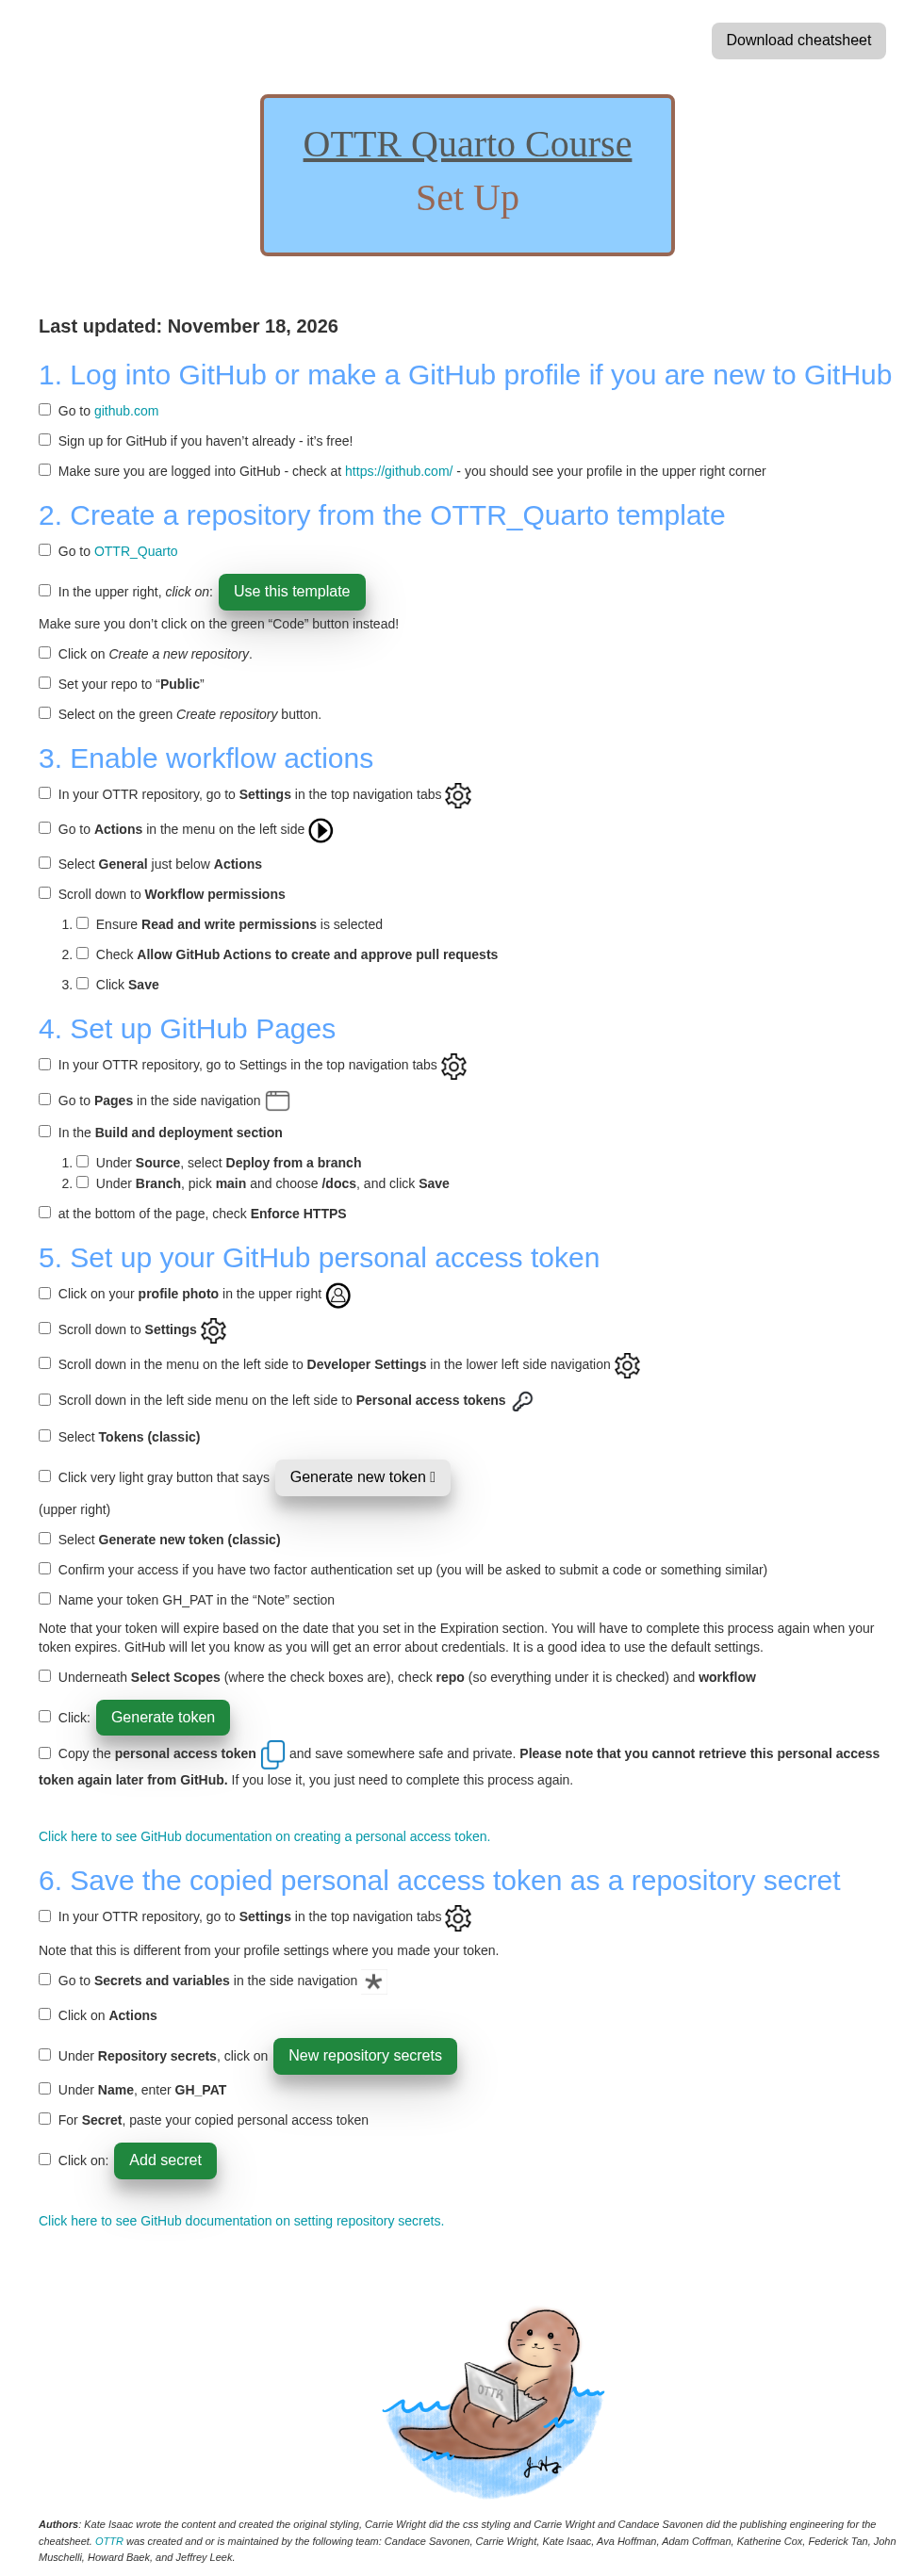 Download cheatsheet
OTTR Quarto Course
Set Up
Last updated: November 18, 2026
1. Log into GitHub or make a GitHub profile if you are new to GitHub
Go to github.com
Sign up for GitHub if you haven’t already - it’s free!
Make sure you are logged into GitHub - check at https://github.com/ - you should see your profile in the upper right corner
2. Create a repository from the OTTR_Quarto template
Go to OTTR_Quarto
In the upper right, click on: Use this template
Make sure you don’t click on the green “Code” button instead!
Click on Create a new repository.
Set your repo to “Public”
Select on the green Create repository button.
3. Enable workflow actions
In your OTTR repository, go to Settings in the top navigation tabs
Go to Actions in the menu on the left side
Select General just below Actions
Scroll down to Workflow permissions
1. Ensure Read and write permissions is selected
2. Check Allow GitHub Actions to create and approve pull requests
3. Click Save
4. Set up GitHub Pages
In your OTTR repository, go to Settings in the top navigation tabs
Go to Pages in the side navigation
In the Build and deployment section
1. Under Source, select Deploy from a branch
2. Under Branch, pick main and choose /docs, and click Save
at the bottom of the page, check Enforce HTTPS
5. Set up your GitHub personal access token
Click on your profile photo in the upper right
Scroll down to Settings
Scroll down in the menu on the left side to Developer Settings in the lower left side navigation
Scroll down in the left side menu on the left side to Personal access tokens
Select Tokens (classic)
Click very light gray button that says Generate new token
(upper right)
Select Generate new token (classic)
Confirm your access if you have two factor authentication set up (you will be asked to submit a code or something similar)
Name your token GH_PAT in the “Note” section
Note that your token will expire based on the date that you set in the Expiration section. You will have to complete this process again when your
token expires. GitHub will let you know as you will get an error about credentials. It is a good idea to use the default settings.
Underneath Select Scopes (where the check boxes are), check repo (so everything under it is checked) and workflow
Click: Generate token
Copy the personal access token and save somewhere safe and private. Please note that you cannot retrieve this personal access
token again later from GitHub. If you lose it, you just need to complete this process again.
Click here to see GitHub documentation on creating a personal access token.
6. Save the copied personal access token as a repository secret
In your OTTR repository, go to Settings in the top navigation tabs
Note that this is different from your profile settings where you made your token.
Go to Secrets and variables in the side navigation
Click on Actions
Under Repository secrets, click on New repository secrets
Under Name, enter GH_PAT
For Secret, paste your copied personal access token
Click on: Add secret
Click here to see GitHub documentation on setting repository secrets.
OTTR
Authors: Kate Isaac wrote the content and created the original styling, Carrie Wright did the css styling and Carrie Wright and Candace Savonen did the publishing engineering for the
cheatsheet. OTTR was created and or is maintained by the following team: Candace Savonen, Carrie Wright, Kate Isaac, Ava Hoffman, Adam Coffman, Katherine Cox, Federick Tan, John
Muschelli, Howard Baek, and Jeffrey Leek.